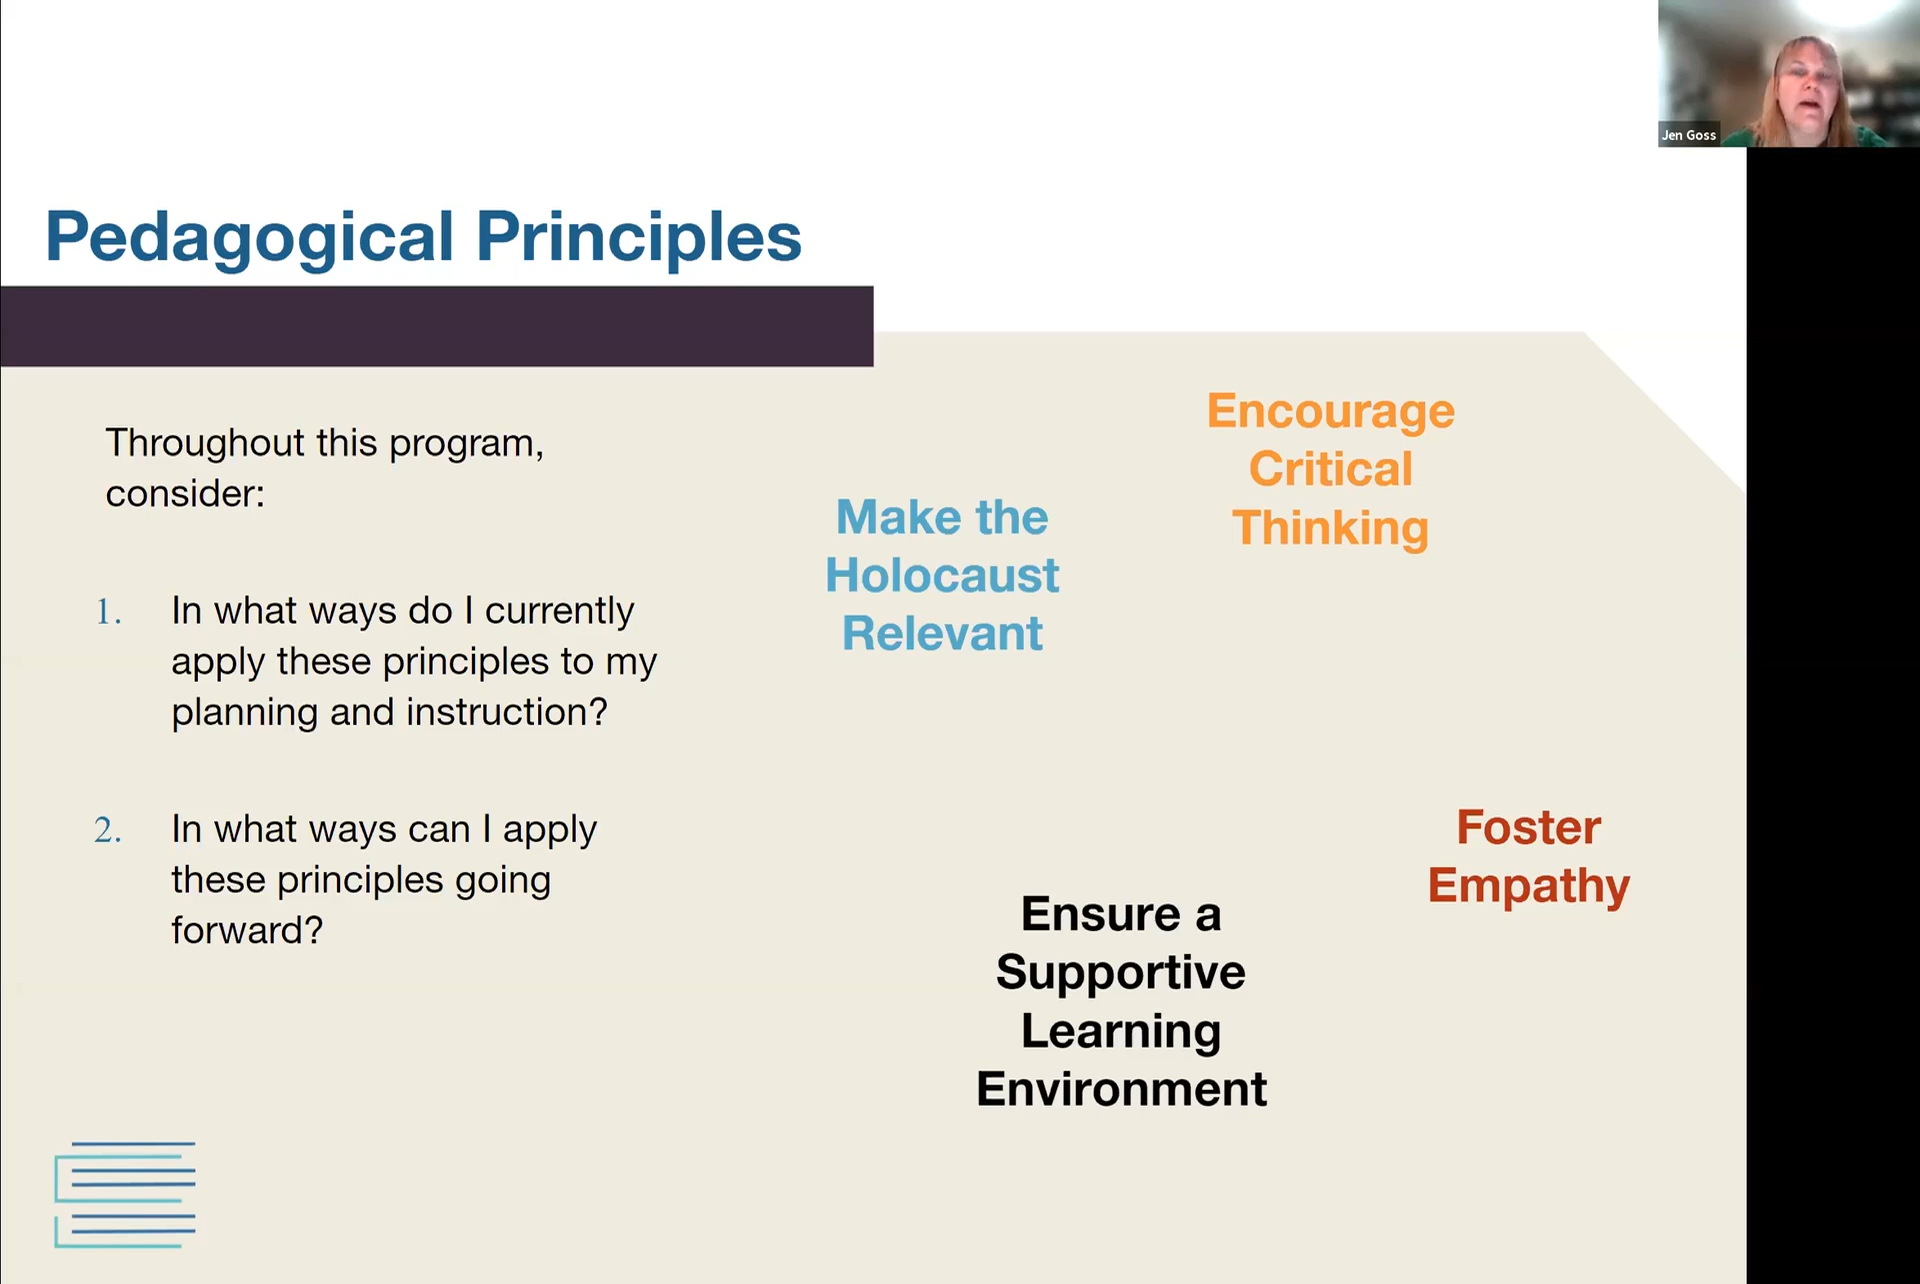 Jen Goss
Pedagogical Principles
Throughout this program,
consider:
1. In what ways do I currently
apply these principles to my
planning and instruction?
2. In what ways can I apply
these principles going
forward?
Encourage
Critical
Thinking
Make the
Holocaust
Relevant
Foster
Empathy
Ensure a
Supportive
Learning
Environment